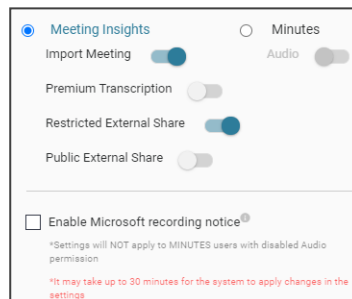 Meeting Insights Minutes
Import Meeting Audio
Premium Transcription
Restricted External Share
Public External Share
Enable Microsoft recording notice
*Settings will NOT apply to MINUTES users with disabled Audio
permission
*It may take up to 30 minutes for the system to apply changes in the
settings